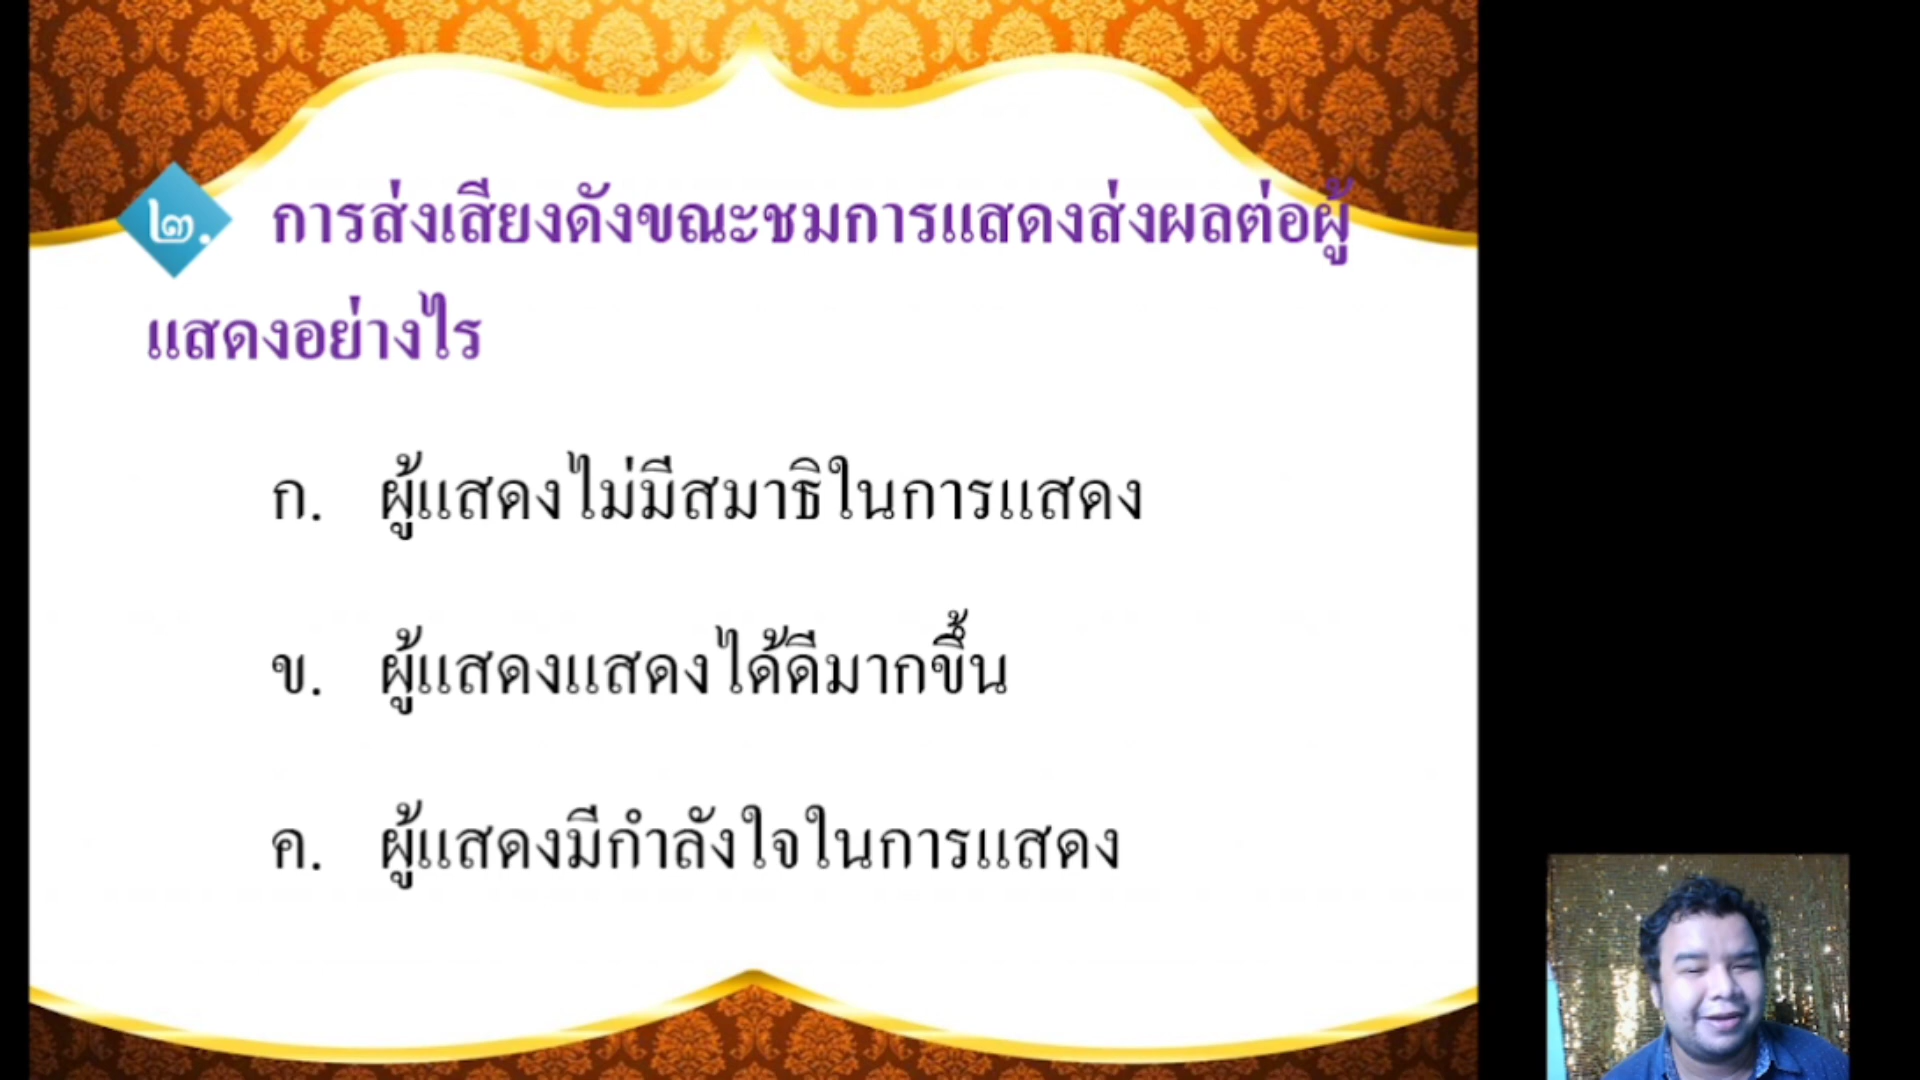 ๒. การส่งเสียงดังขณะชมการแสดงส่งผลต่อผู้
แสดงอย่างไร
ก. ผู้แสดงไม่มีสมาธิในการแสดง
ข. ผู้แสดงแสดงได้ดีมากขึ้น
ค. ผู้แสดงมีกำลังใจในการแสดง